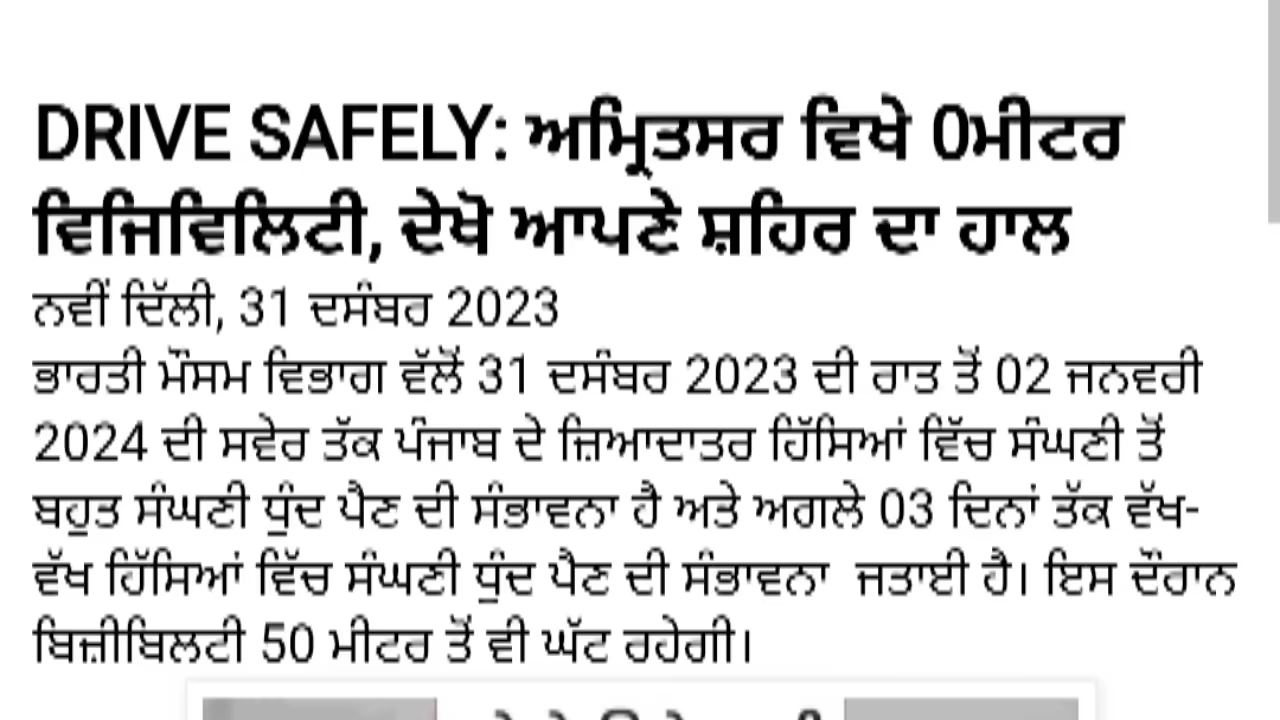 DRIVE SAFELY: ਅਮ੍ਰਿਤਸਰ ਵਿਖੇ 0ਮੀਟਰ
ਵਿਜਿਵਿਲਿਟੀ, ਦੇਖੋ ਆਪਣੇ ਸ਼ਹਿਰ ਦਾ ਹਾਲ
ਨਵੀਂ ਦਿੱਲੀ, 31 ਦਸੰਬਰ 2023
ਭਾਰਤੀ ਮੌਸਮ ਵਿਭਾਗ ਵੱਲੋਂ 31 ਦਸੰਬਰ 2023 ਦੀ ਰਾਤ ਤੋਂ 02 ਜਨਵਰੀ
2024 ਦੀ ਸਵੇਰ ਤੱਕ ਪੰਜਾਬ ਦੇ ਜ਼ਿਆਦਾਤਰ ਹਿੱਸਿਆਂ ਵਿੱਚ ਸੰਘਣੀ ਤੋਂ
ਬਹੁਤ ਸੰਘਣੀ ਧੁੰਦ ਪੈਣ ਦੀ ਸੰਭਾਵਨਾ ਹੈ ਅਤੇ ਅਗਲੇ 03 ਦਿਨਾਂ ਤੱਕ ਵੱਖ-
ਵੱਖ ਹਿੱਸਿਆਂ ਵਿੱਚ ਸੰਘਣੀ ਧੁੰਦ ਪੈਣ ਦੀ ਸੰਭਾਵਨਾ ਜਤਾਈ ਹੈ। ਇਸ ਦੌਰਾਨ
ਬਿਜ਼ੀਬਿਲਟੀ 50 ਮੀਟਰ ਤੋਂ ਵੀ ਘੱਟ ਰਹੇਗੀ।